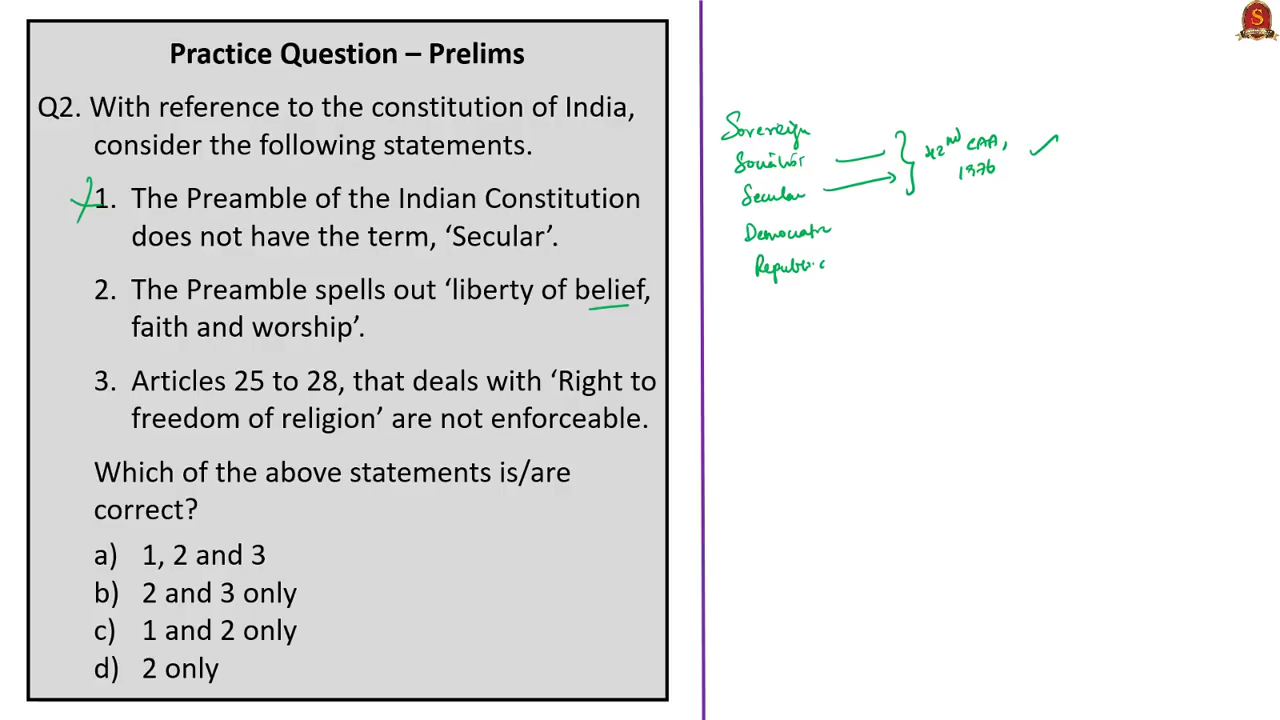 Practice Question – Prelims
Q2. With reference to the constitution of India,
consider the following statements.
1. The Preamble of the Indian Constitution
does not have the term, ‘Secular’.
2. The Preamble spells out ‘liberty of belief,
faith and worship’.
3. Articles 25 to 28, that deals with ‘Right to
freedom of religion’ are not enforceable.
Which of the above statements is/are
correct?
a) 1, 2 and 3
b) 2 and 3 only
c) 1 and 2 only
d) 2 only
Sovereign
Socialist
Secular
Democratic
Republic
42nd CAA,
1976
S